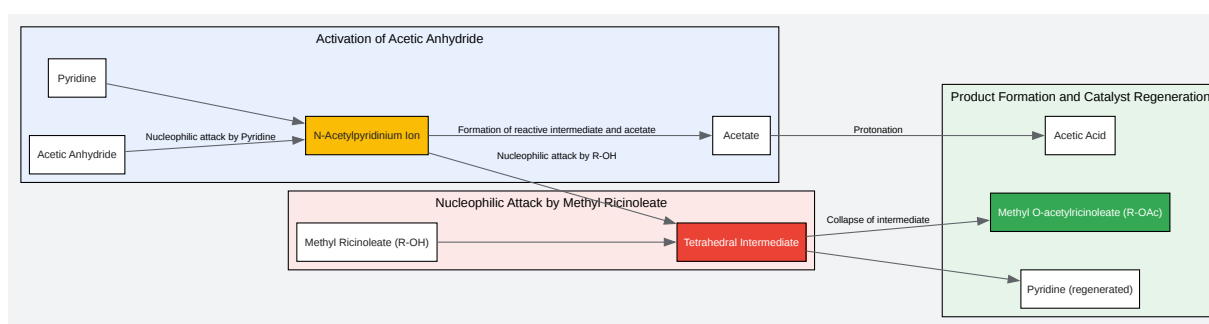 Activation of Acetic Anhydride
Pyridine
Acetic Anhydride
Nucleophilic attack by Pyridine
N-Acetylpyridinium Ion
Formation of reactive intermediate and acetate
Acetate
Nucleophilic attack by R-OH
Protonation
Nucleophilic Attack by Methyl Ricinoleate
Methyl Ricinoleate (R-OH)
Tetrahedral Intermediate
Collapse of intermediate
Product Formation and Catalyst Regeneration
Acetic Acid
Methyl O-acetylricinoleate (R-OAc)
Pyridine (regenerated)